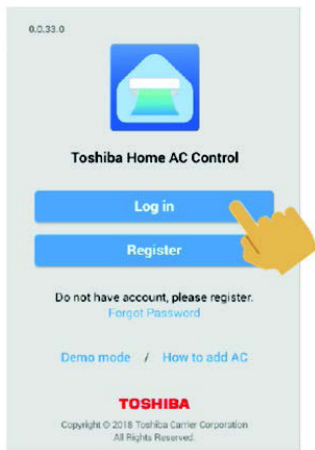 0.0.33.0
Toshiba Home AC Control
Log in
Register
Do not have account, please register.
Forgot Password
Demo mode / How to add AC
TOSHIBA
Copyright © 2018 Toshiba Carrier Corporation
All Rights Reserved.